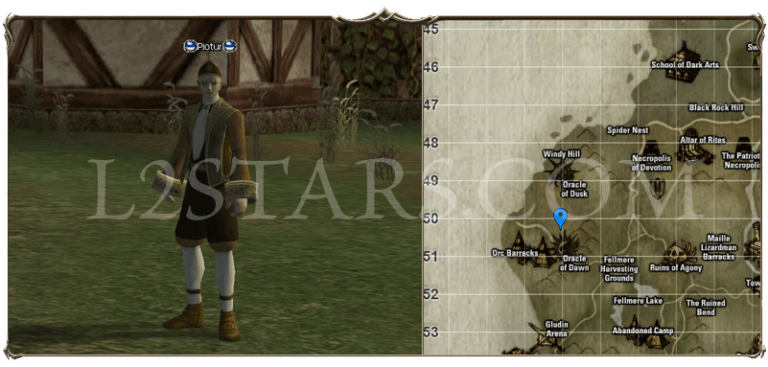 Piotur
L2STARS.COM
45
46
47
48
49
50
51
52
53
School of Dark Arts
Black Rock Hill
Spider Nest
Altar of Rites
Windy Hill
Necropolis
of Devotion
The Patriot
Necropolis
Oracle
of Dusk
Orc Barracks
Oracle
of Dawn
Fellmere
Harvesting
Grounds
Ruins of Agony
Maille
Lizardman
Barracks
Fellmere Lake
The Ruined
Bend
Gludin
Arena
Abandoned Camp